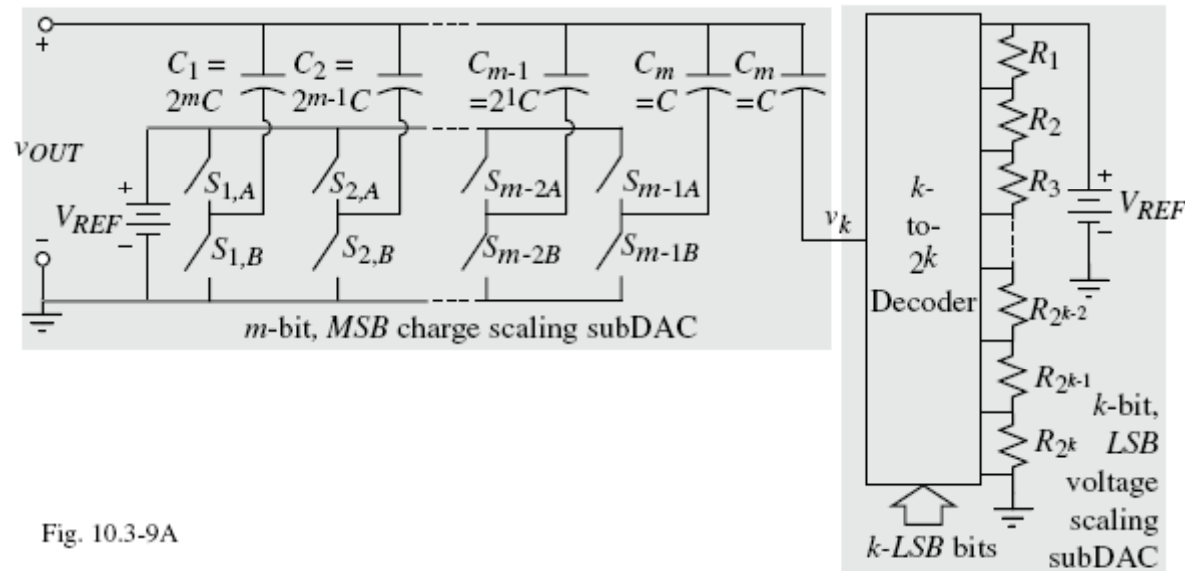 +
C1 =
2mC
C2 =
2m-1C
Cm-1
=21C
Cm
=C
Cm
=C
vOUT
+
VREF
−
S1,A
S2,A
Sm-2A
Sm-1A
−
S1,B
S2,B
Sm-2B
Sm-1B
m-bit, MSB charge scaling subDAC
vk
k-
to-
2k
Decoder
R1
R2
R3
+
VREF
−
R2k-2
R2k-1
R2k
k-bit,
LSB
voltage
scaling
subDAC
k-LSB bits
Fig. 10.3-9A